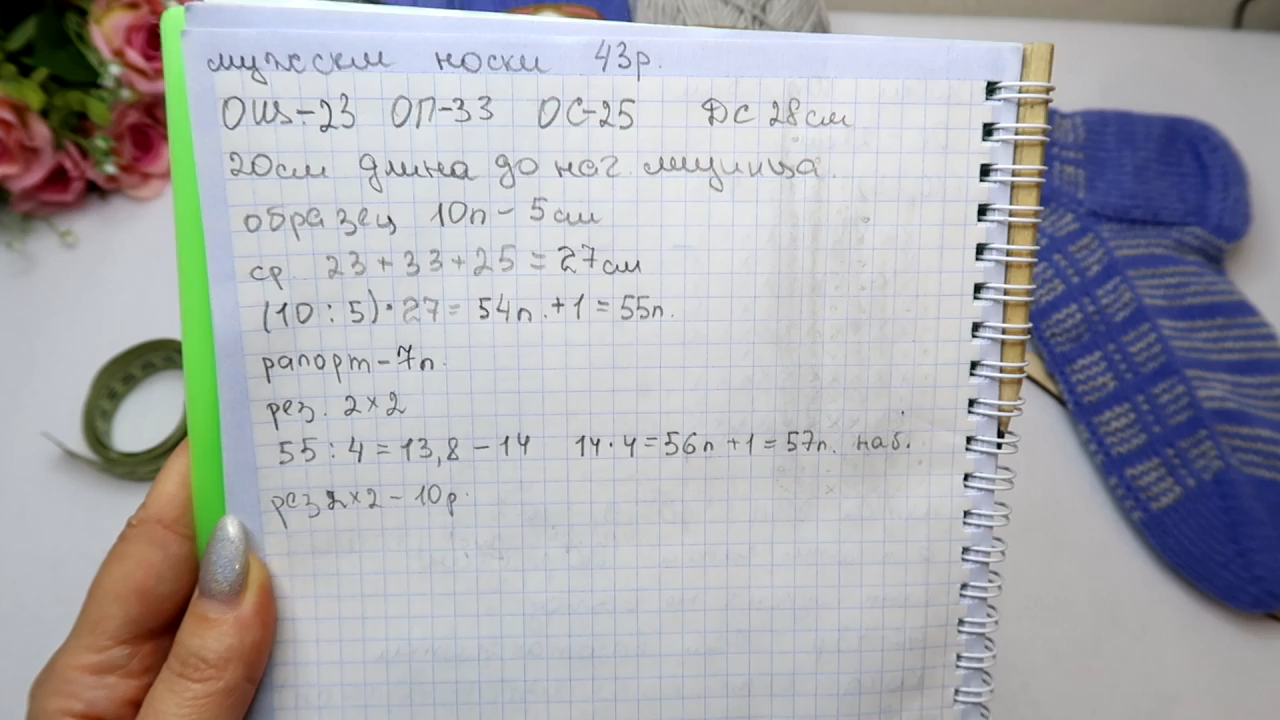 мужские носки 43р.
ОЩ-23 ОП-33 ОС-25 ДС 28см
20см длина до нач. мизинца.
образец 10п - 5см
ср. 23 + 33 + 25 = 27см
(10 : 5) · 27 = 54п. + 1 = 55п.
рапорт - 7п.
рез. 2×2
55 : 4 = 13,8 - 14 14 · 4 = 56п + 1 = 57п. наб.
рез 2×2 - 10р.